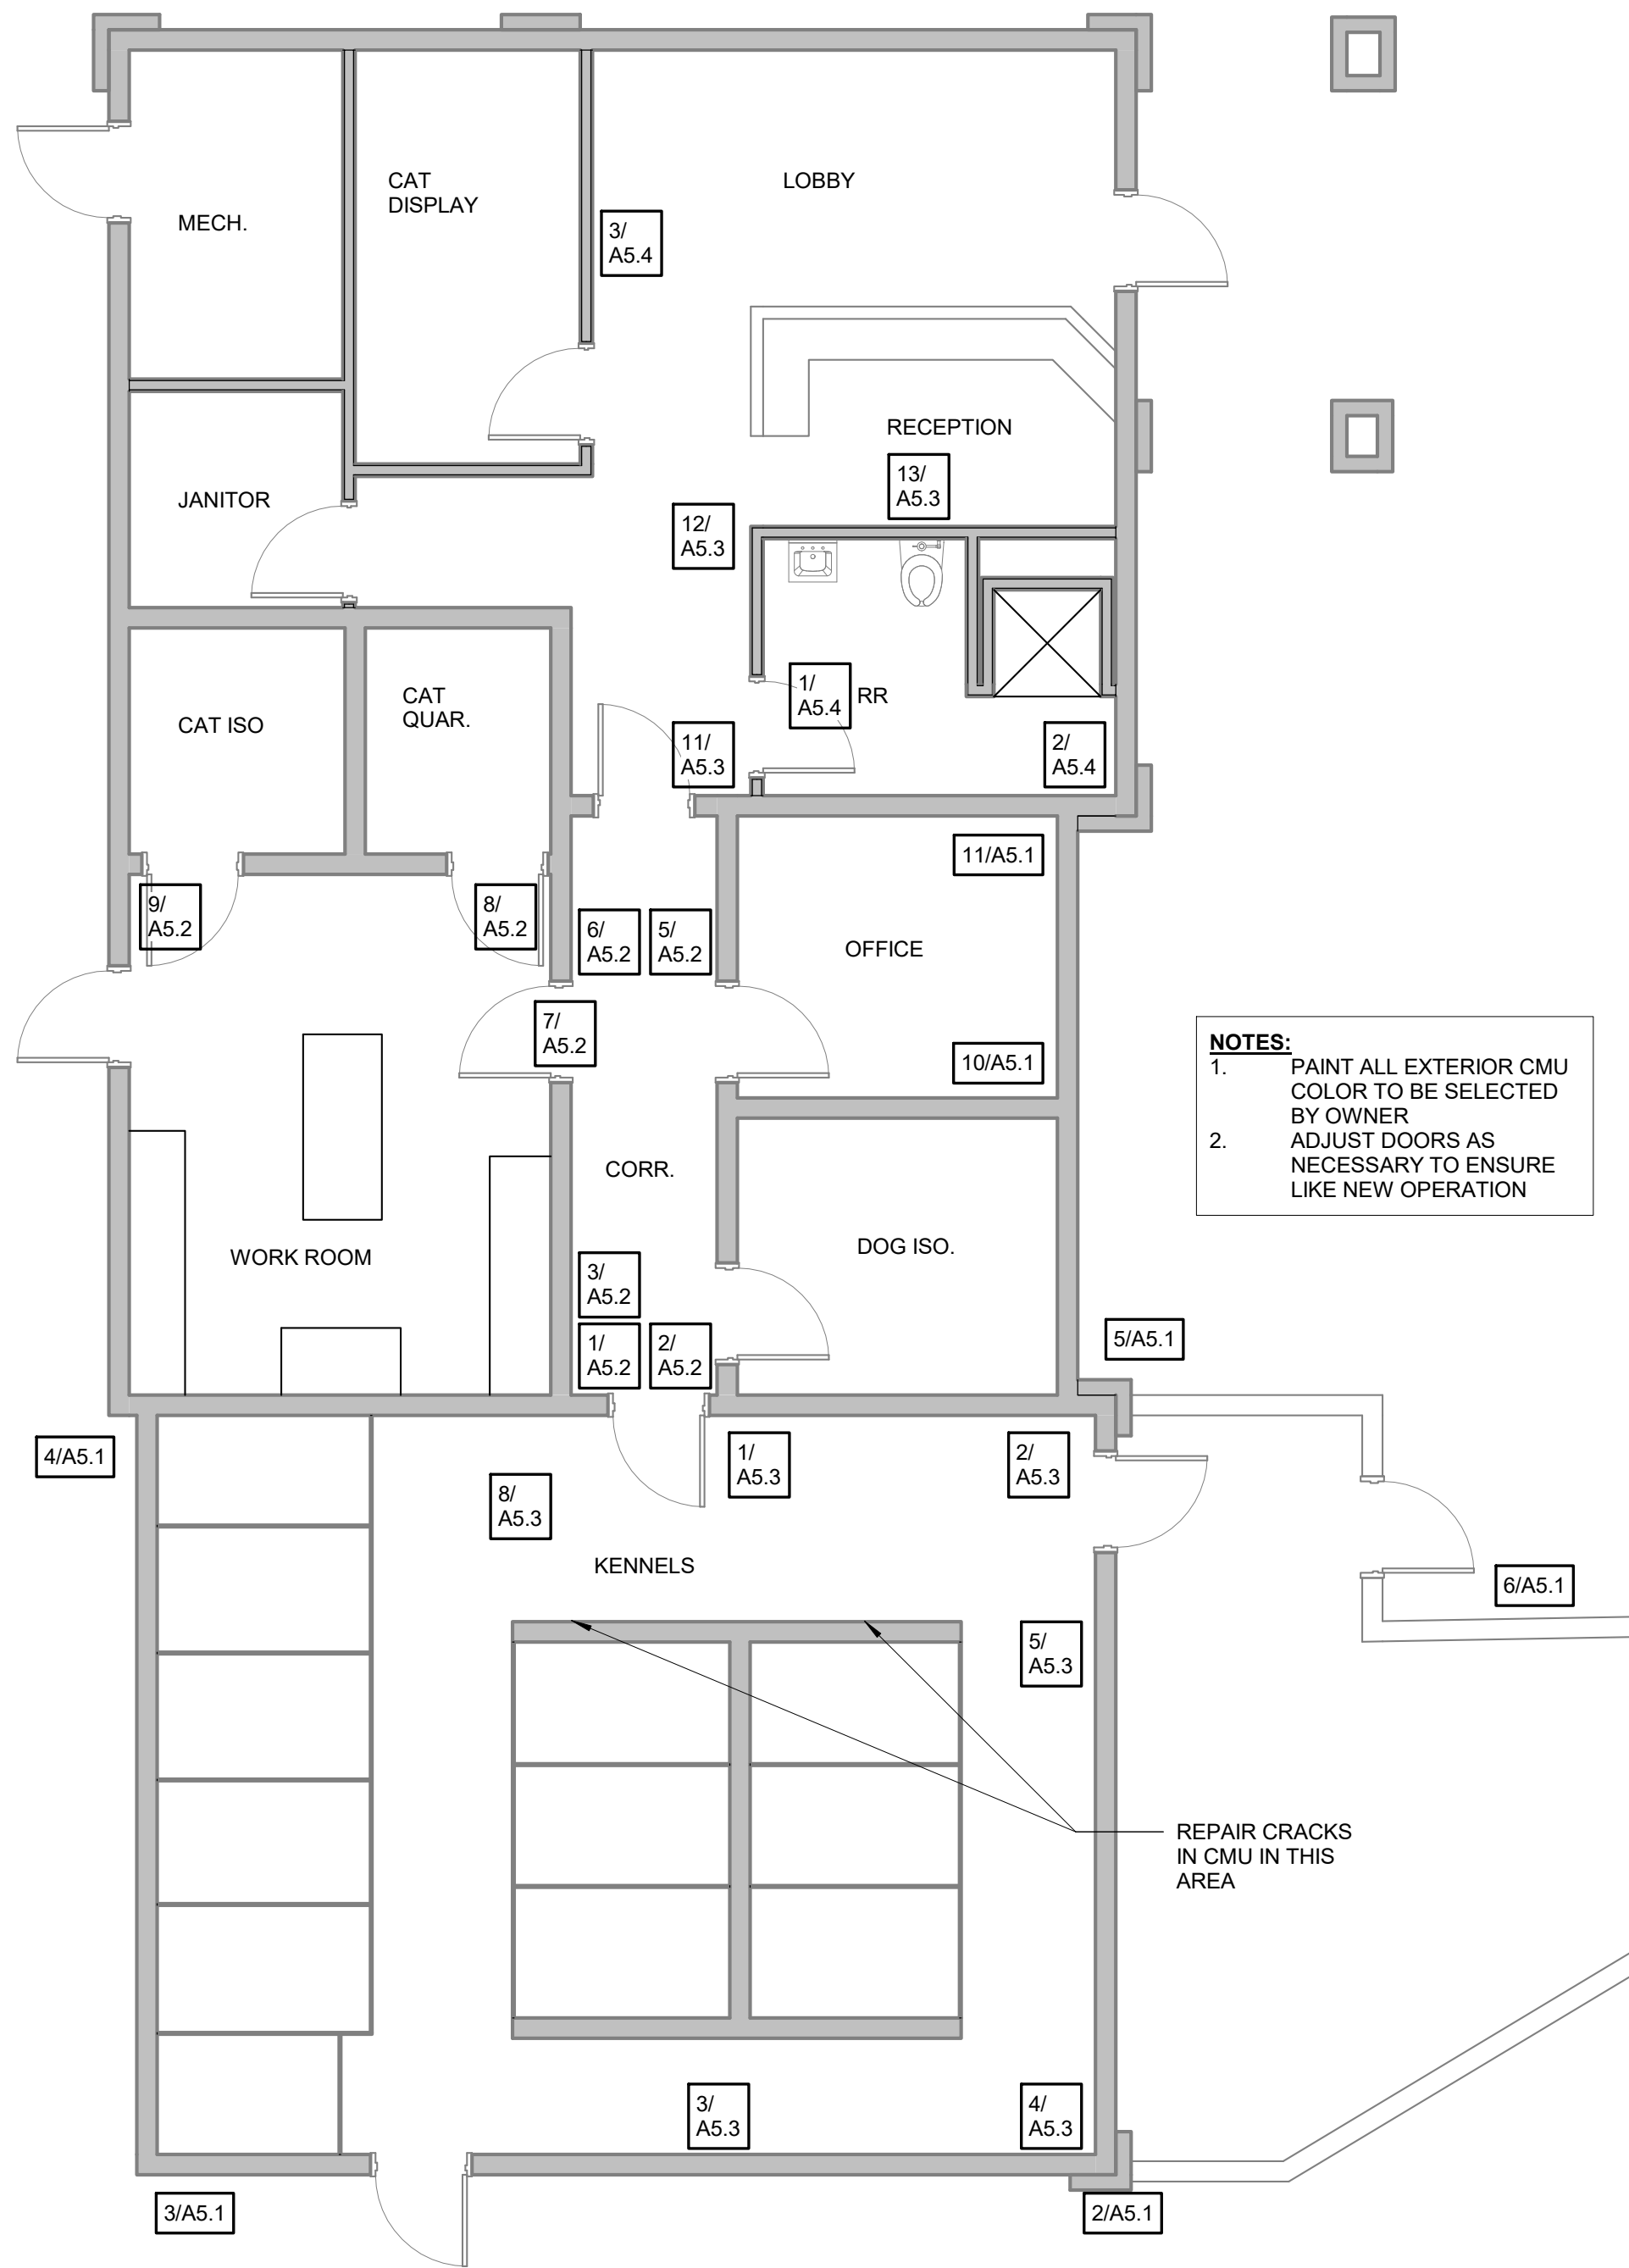 CAT
DISPLAY
LOBBY
MECH.
3/
A5.4
RECEPTION
13/
A5.3
JANITOR
12/
A5.3
CAT ISO
CAT
QUAR.
1/
A5.4
RR
11/
A5.3
2/
A5.4
11/A5.1
9/
A5.2
8/
A5.2
6/
A5.2
5/
A5.2
OFFICE
7/
A5.2
10/A5.1
NOTES:
1. PAINT ALL EXTERIOR CMU
COLOR TO BE SELECTED
BY OWNER
2. ADJUST DOORS AS
NECESSARY TO ENSURE
LIKE NEW OPERATION
CORR.
WORK ROOM
DOG ISO.
3/
A5.2
1/
A5.2
2/
A5.2
5/A5.1
4/A5.1
1/
A5.3
2/
A5.3
8/
A5.3
KENNELS
6/A5.1
5/
A5.3
REPAIR CRACKS
IN CMU IN THIS
AREA
3/
A5.3
4/
A5.3
3/A5.1
2/A5.1